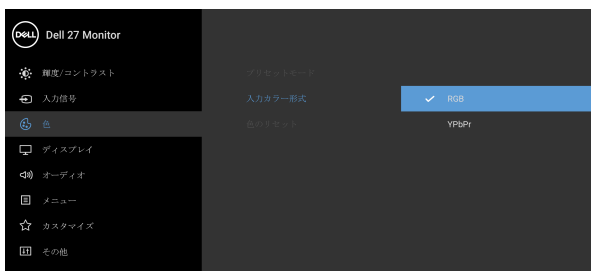 DELL Dell 27 Monitor
輝度/コントラスト
入力信号
色
ディスプレイ
オーディオ
メニュー
カスタマイズ
その他
プリセットモード
入力カラー形式
色のリセット
RGB
YPbPr